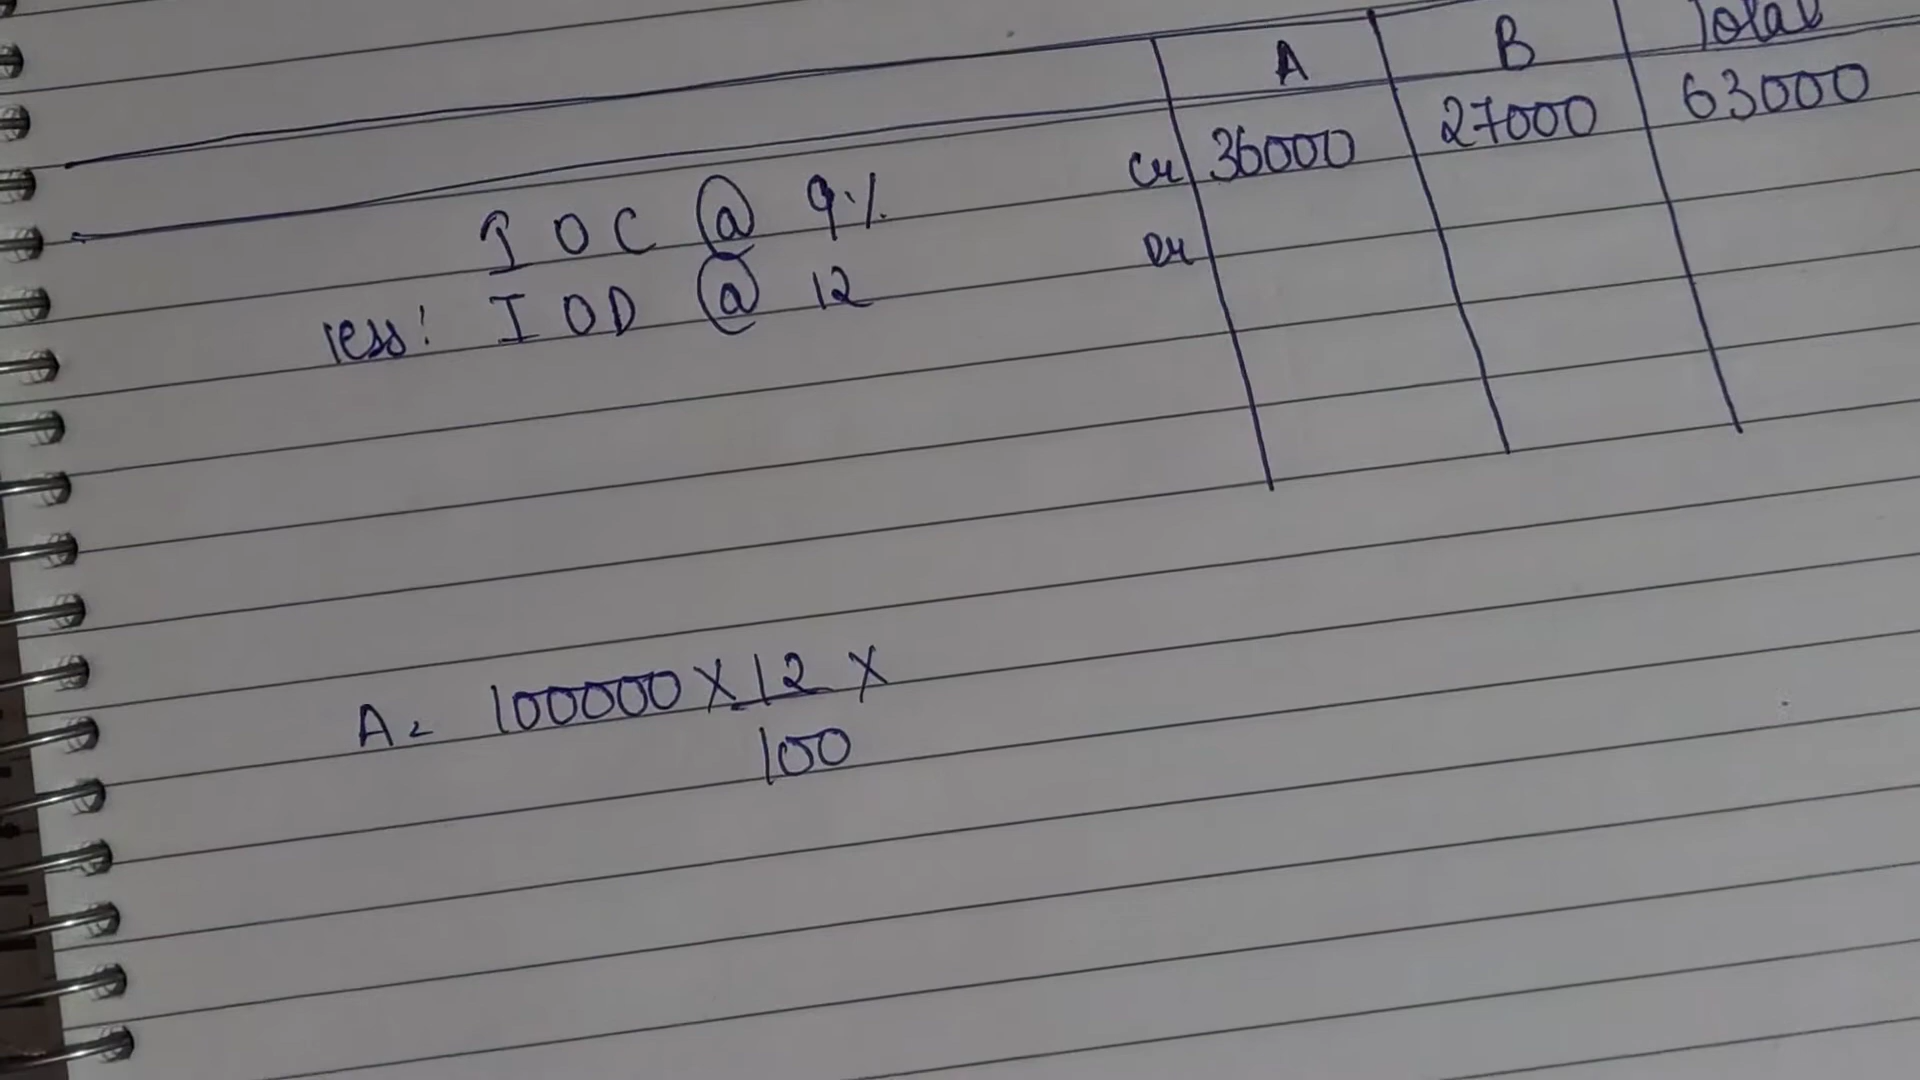 A B Total
IOC @ 9% Cr 36000 27000 63000
less: IOD @ 12 Dr
A = 100000 X 12 X
100